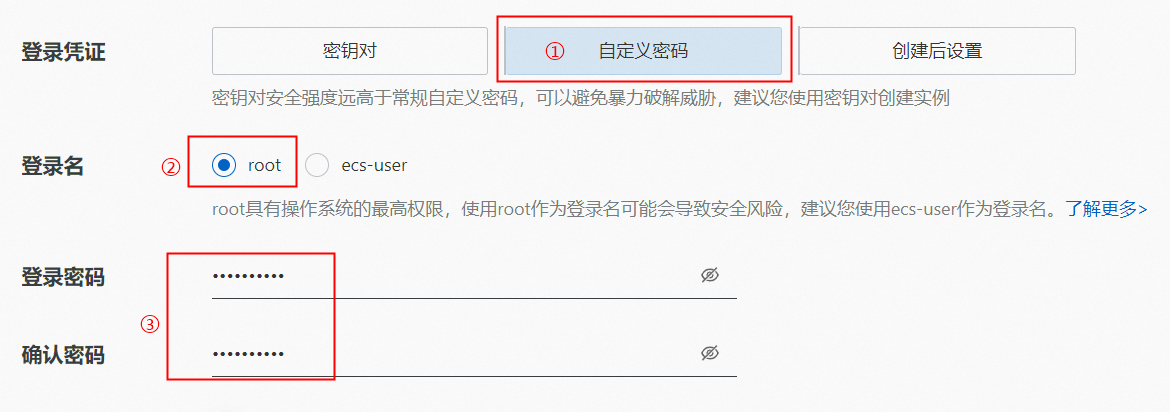 登录凭证 密钥对 ① 自定义密码 创建后设置
密钥对安全强度远高于常规自定义密码，可以避免暴力破解威胁，建议您使用密钥对创建实例
登录名 ② root ecs-user
root具有操作系统的最高权限，使用root作为登录名可能会导致安全风险，建议您使用ecs-user作为登录名。了解更多>
登录密码 ••••••••••
③
确认密码 ••••••••••